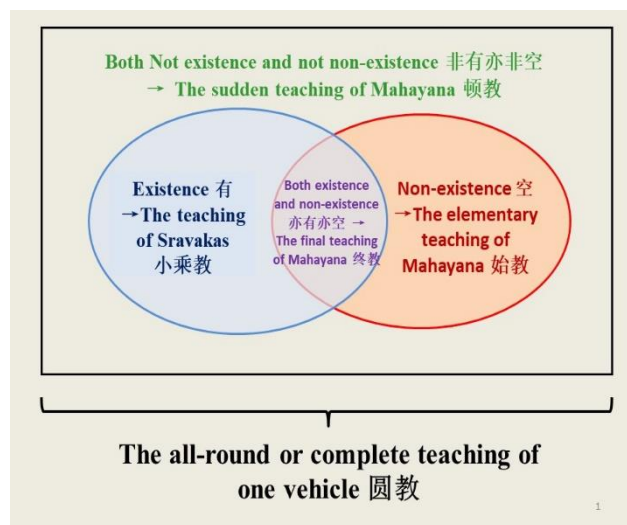 Both Not existence and not non-existence 非有亦非空
→ The sudden teaching of Mahayana 顿教
Existence 有
→The teaching
of Sravakas
小乘教
Both existence
and non-existence
亦有亦空 →
The final teaching
of Mahayana 终教
Non-existence 空
→The elementary
teaching of
Mahayana 始教
The all-round or complete teaching of
one vehicle 圆教
1